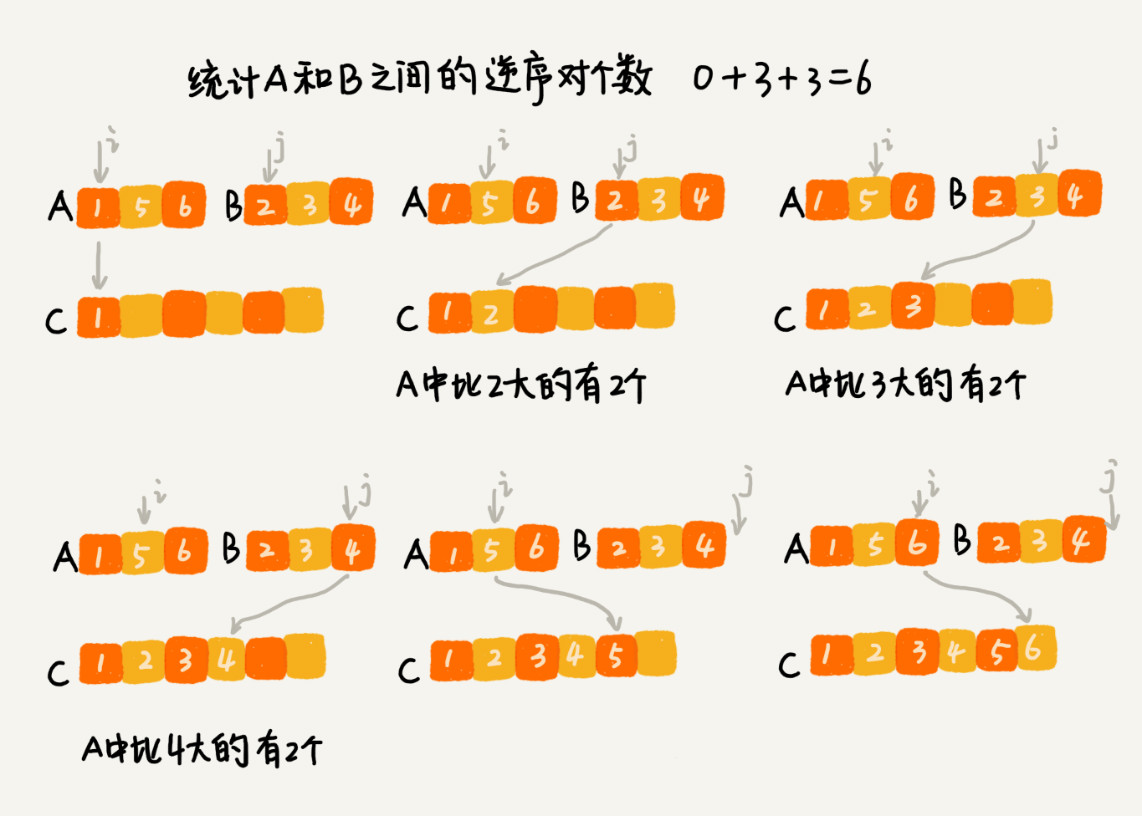 统计A和B之间的逆序对个数 0+3+3=6
i j i j i j
A 1 5 6 B 2 3 4 A 1 5 6 B 2 3 4 A 1 5 6 B 2 3 4
C 1 C 1 2 C 1 2 3
A中比2大的有2个 A中比3大的有2个
i j i j i j
A 1 5 6 B 2 3 4 A 1 5 6 B 2 3 4 A 1 5 6 B 2 3 4
C 1 2 3 4 C 1 2 3 4 5 C 1 2 3 4 5 6
A中比4大的有2个